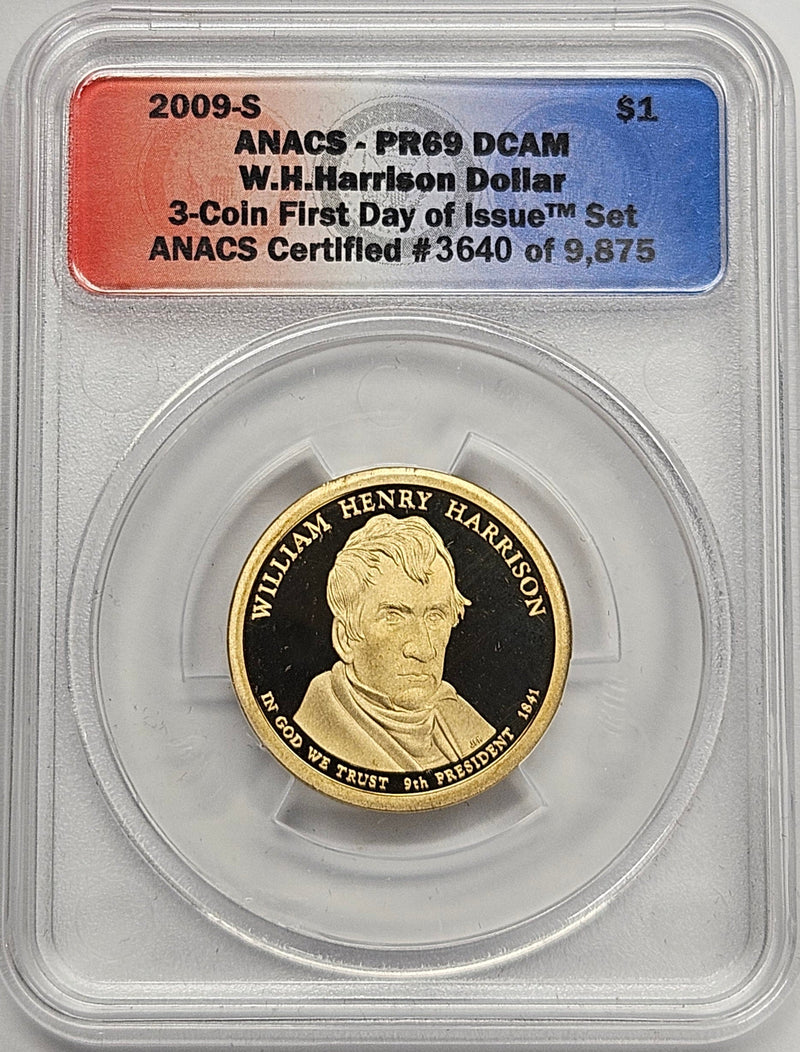 2009-S $1
ANACS - PR69 DCAM
W.H.Harrison Dollar
3-Coin First Day of Issue™ Set
ANACS Certified #3640 of 9,875
WILLIAM HENRY HARRISON
IN GOD WE TRUST 9th PRESIDENT 1841